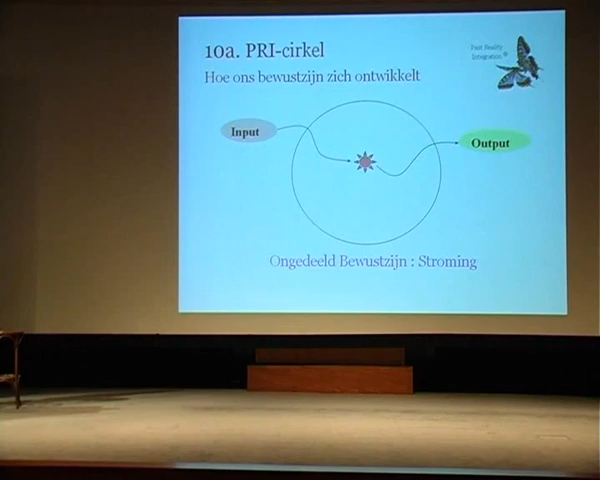 10a. PRI-cirkel
Past Reality
Integration®
Hoe ons bewustzijn zich ontwikkelt
Input
Output
Ongedeeld Bewustzijn : Stroming